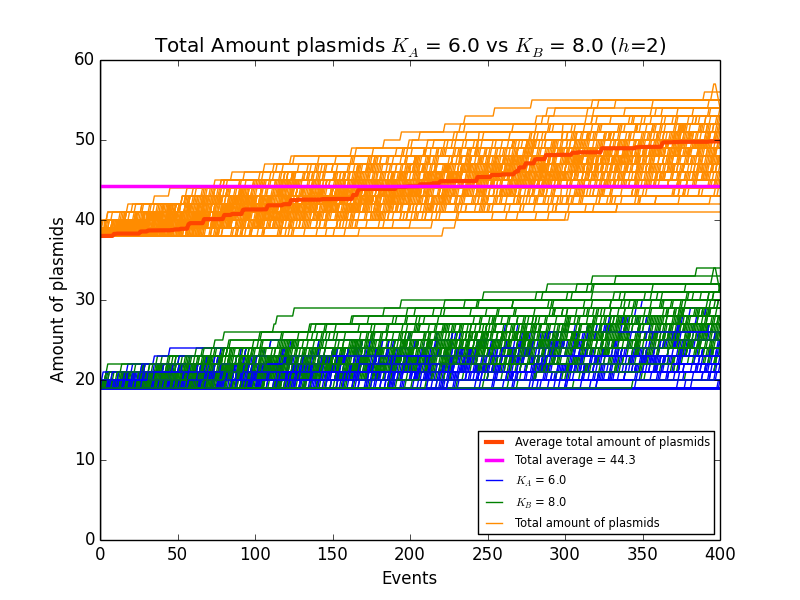 Total Amount plasmids K_A = 6.0 vs K_B = 8.0 (h=2)
60
50
40
30
20
10
0
Amount of plasmids
0 50 100 150 200 250 300 350 400
Events
Average total amount of plasmids
Total average = 44.3
K_A = 6.0
K_B = 8.0
Total amount of plasmids